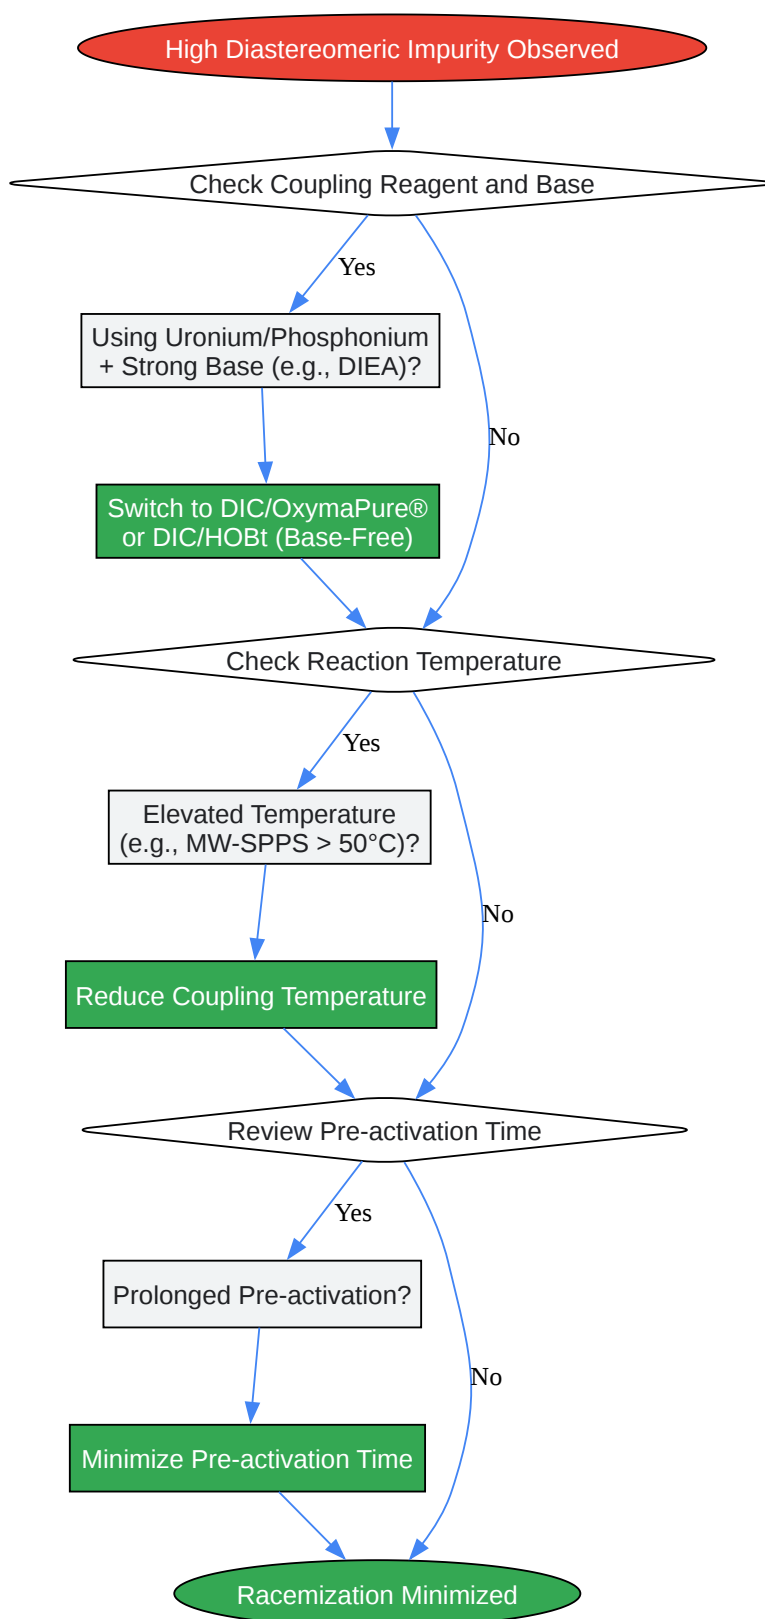 High Diastereomeric Impurity Observed
Check Coupling Reagent and Base
Yes
Using Uronium/Phosphonium
+ Strong Base (e.g., DIEA)?
No
Switch to DIC/OxymaPure®
or DIC/HOBt (Base-Free)
Check Reaction Temperature
Yes
Elevated Temperature
(e.g., MW-SPPS > 50°C)?
No
Reduce Coupling Temperature
Review Pre-activation Time
Yes
Prolonged Pre-activation?
No
Minimize Pre-activation Time
Racemization Minimized